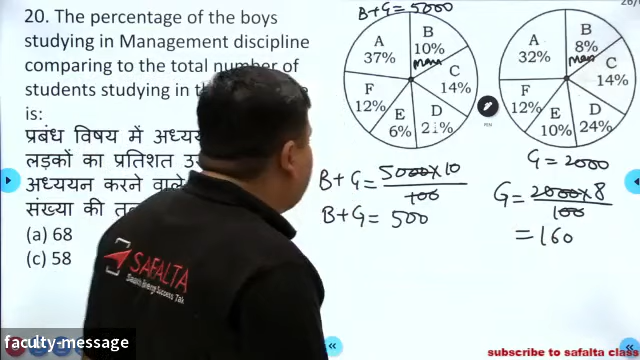 20. The percentage of the boys
studying in Management discipline
comparing to the total number of
students studying in th
is:
प्रबंध विषय में
लड़कों का प्रतिशत
अध्ययन करने वाले
संख्या की
(a) 68
(c) 58
B+G = 5000
A
37%
B
10%
C
14%
D
21%
E
6%
F
12%
A
32%
B
8%
C
14%
D
24%
E
10%
F
12%
B+G = 5000×10
100
B+G = 500
G = 2000
G = 2000×8
100
= 160
SAFALTA
faculty-message
subscribe to safalta class